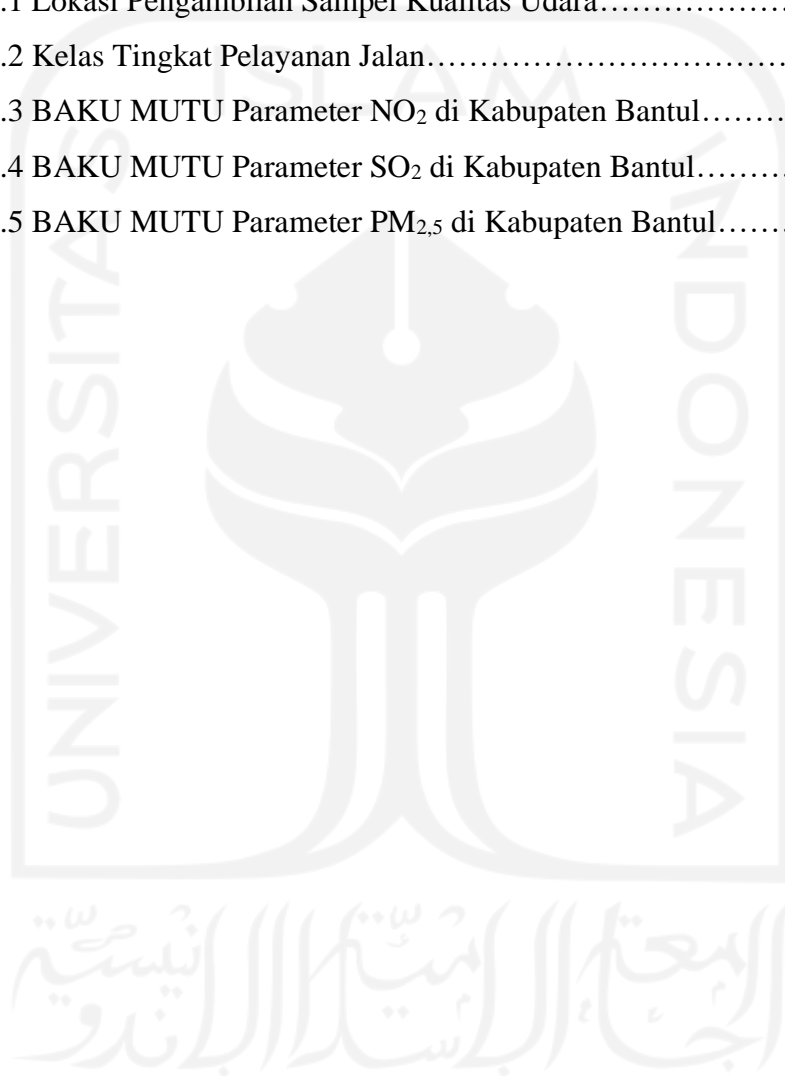 .1 Lokasi Pengambilan Sampel Kualitas Udara………………
.2 Kelas Tingkat Pelayanan Jalan……………………………
.3 BAKU MUTU Parameter NO₂ di Kabupaten Bantul………
.4 BAKU MUTU Parameter SO₂ di Kabupaten Bantul………
.5 BAKU MUTU Parameter PM₂,₅ di Kabupaten Bantul……
ISLAM
UNIVERSITAS
INDONESIA